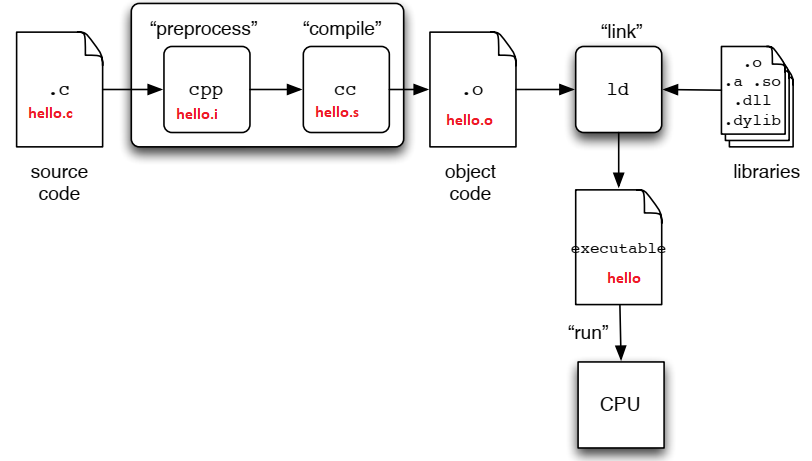 “preprocess”
“compile”
“link”
.c
hello.c
cpp
hello.i
cc
hello.s
.o
hello.o
ld
.o
.a .so
.dll
.dylib
source
code
object
code
libraries
executable
hello
“run”
CPU